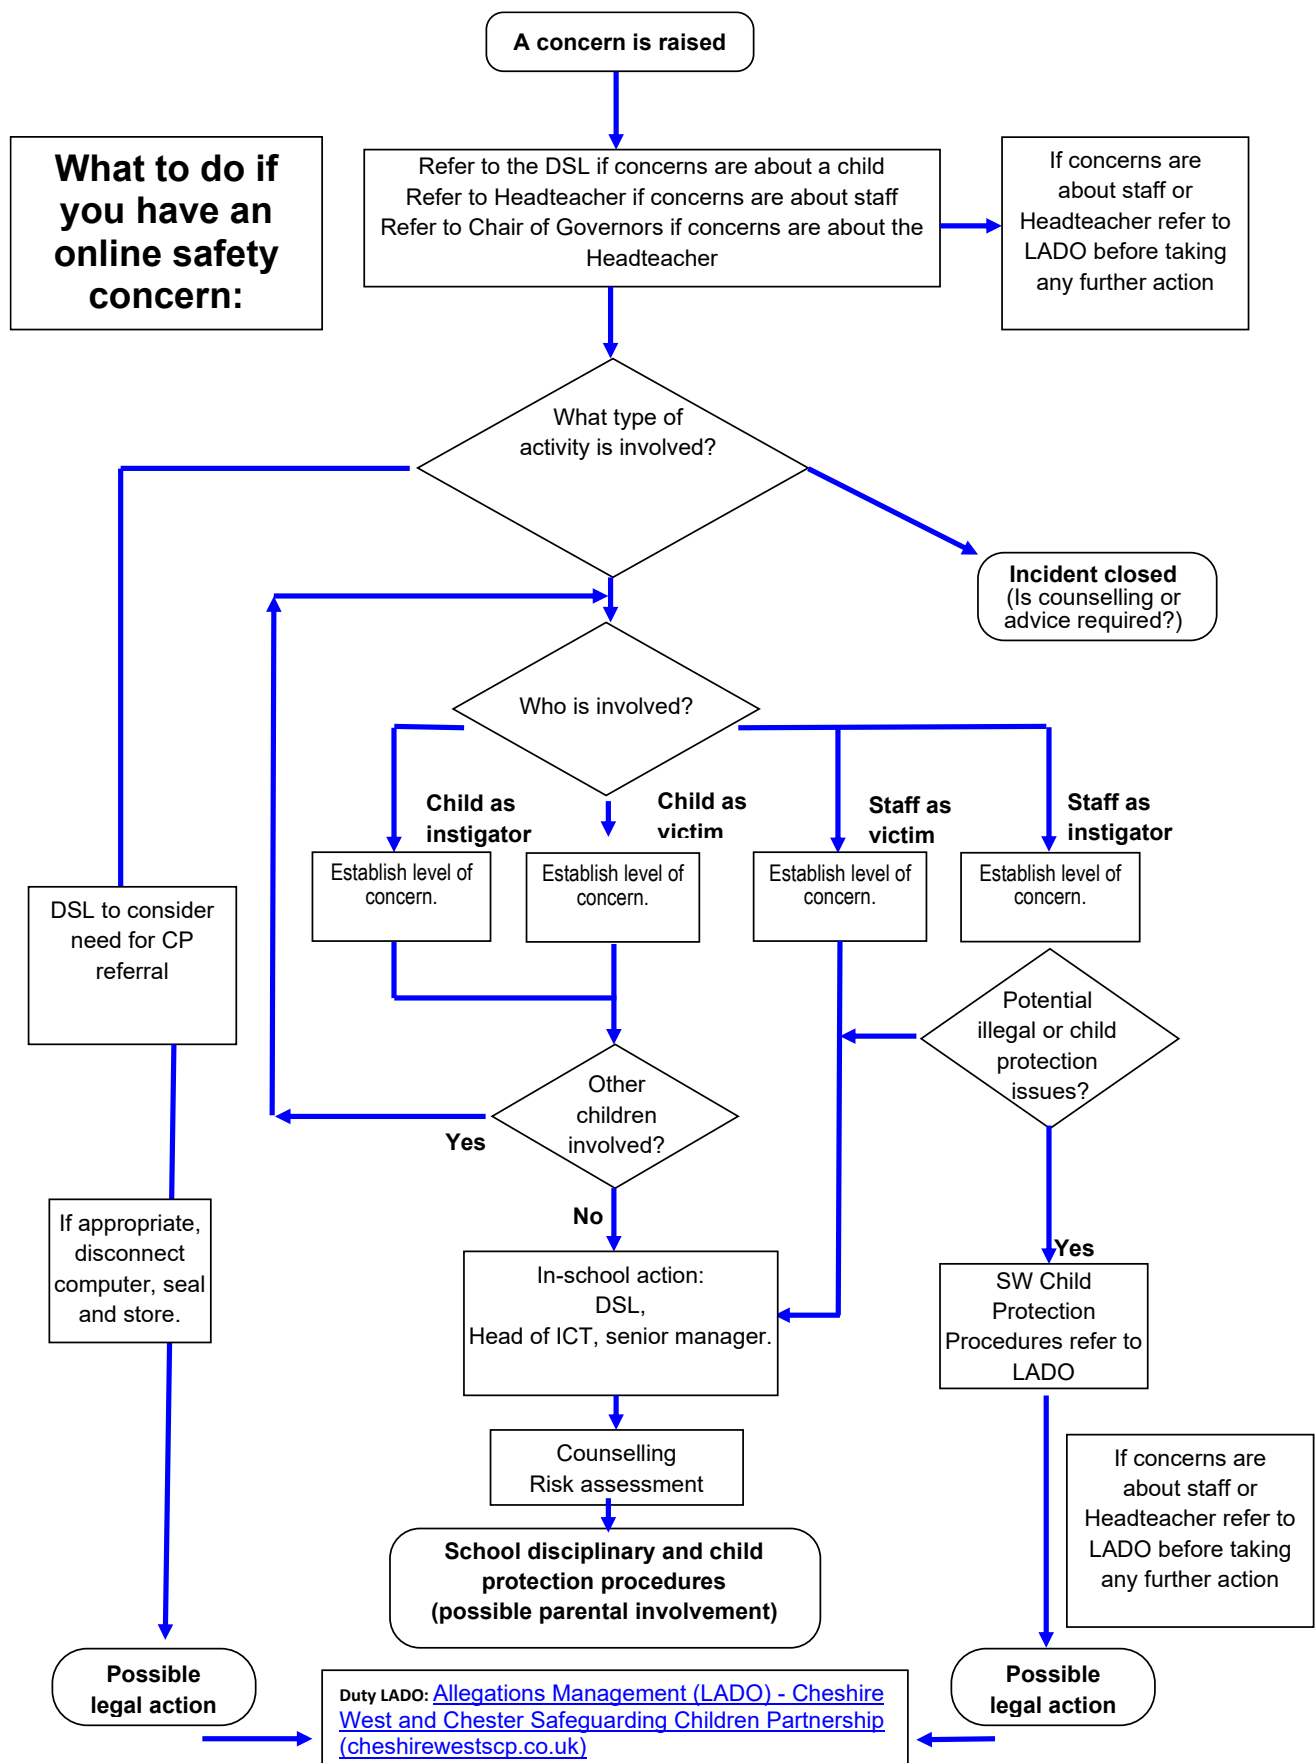 A concern is raised
What to do if
you have an
online safety
concern:
Refer to the DSL if concerns are about a child
Refer to Headteacher if concerns are about staff
Refer to Chair of Governors if concerns are about the
Headteacher
If concerns are
about staff or
Headteacher refer to
LADO before taking
any further action
What type of
activity is involved?
Incident closed
(Is counselling or
advice required?)
Who is involved?
Child as
instigator
Child as
victim
Staff as
victim
Staff as
instigator
Establish level of
concern.
Establish level of
concern.
Establish level of
concern.
Establish level of
concern.
DSL to consider
need for CP
referral
Potential
illegal or child
protection
issues?
Other
children
involved?
Yes
No
If appropriate,
disconnect
computer, seal
and store.
In-school action:
DSL,
Head of ICT, senior manager.
Yes
SW Child
Protection
Procedures refer to
LADO
Counselling
Risk assessment
If concerns are
about staff or
Headteacher refer to
LADO before taking
any further action
School disciplinary and child
protection procedures
(possible parental involvement)
Possible
legal action
Possible
legal action
Duty LADO: Allegations Management (LADO) - Cheshire
West and Chester Safeguarding Children Partnership
(cheshirewestscp.co.uk)